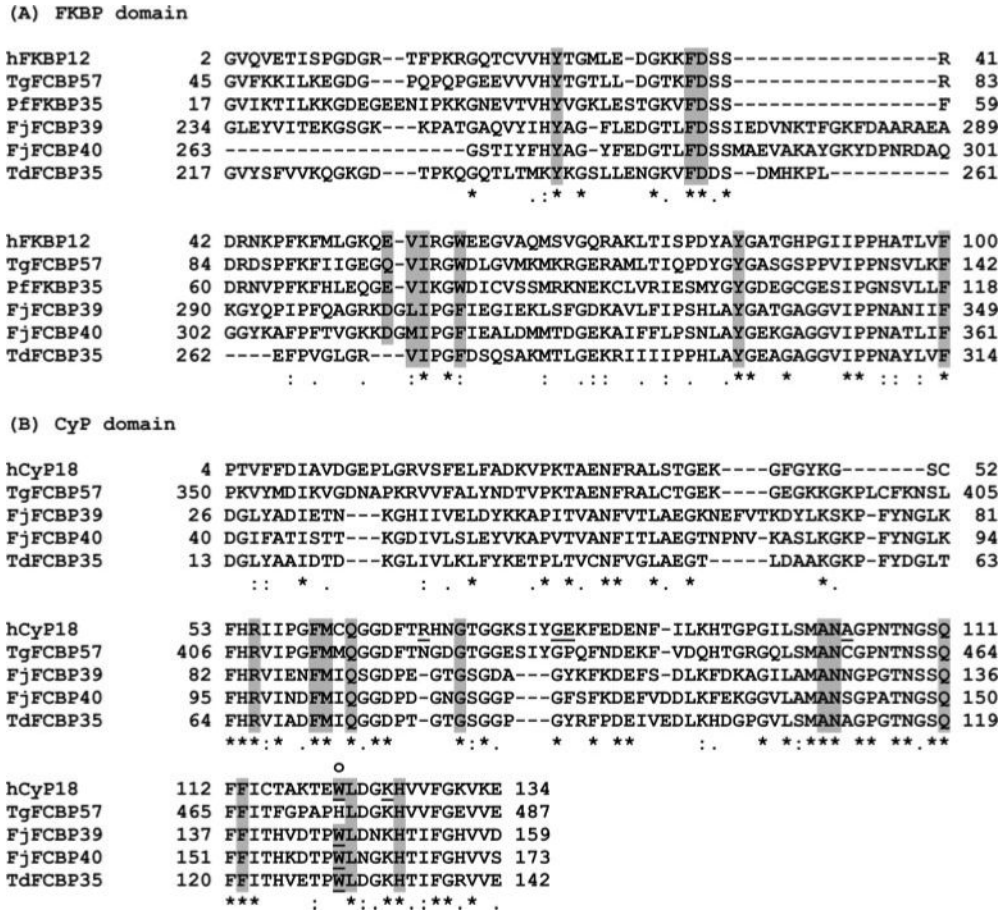 (A) FKBP domain
hFKBP12 2 GVQVETISPGDGR--TFPKRGQTCVVHYTGMLE-DGKKFDSS-----------------R 41
TgFCBP57 45 GVFKKILKEGDG--PQPQPGEEVVVHYTGTLL-DGTKFDSS-----------------R 83
PfFKBP35 17 GVIKTILKKGDEGEENIPKKGNEVTVHYVGKLESTGKVFDSS-----------------F 59
FjFCBP39 234 GLEYVITEKGSGK---KPATGAQVYIHYAG-FLEDGTLFDSSIEDVNKTFGKFDAARAEA 289
FjFCBP40 263 --------------------GSTIYFHYAG-YFEDGTLFDSSMAEVAKAYGKYDPNRDAQ 301
TdFCBP35 217 GVYSFVVKQGKGD---TPKQGQTLTMKYKGSLLENGKVFDSS--DMHKPL---------- 261
* .:* * * **.*
hFKBP12 42 DRNKPFKFMLGKQE-VIRGWEEGVAQMSVGQRAKLTISPDYAYGATGHPGIIPPHATLVF 100
TgFCBP57 84 DRDSPFKFIIGEGQ-VIRGWDLGVMKMKRGERAMLTIQPDYGYGASGSPPVIPPNSVLKF 142
PfFKBP35 60 DRNVPFKFHLEQGE-VIKGWDICVSSMRKNEKCLVRIESMYGYGDEGCGESIPGNSVLLF 118
FjFCBP39 290 KGYQPIPFQAGRKDGLIPGFIEGIEKLSFGDKAVLFIPSHLAYGATGAGGVIPPNANIIF 349
FjFCBP40 302 GGYKAFPFTVGKKDGMIPGFIEALDMMTDGEKAIFFLPSNLAYGEKGAGGVIPPNATLIF 361
TdFCBP35 262 ----EFPVGLGR---VIPGFDSQSAKMTLGEKRIIIIPPHLAYGEAGAGGVIPPNAYLVF 314
: . . :* *: : .:: : . .** * ** :: : *
(B) CyP domain
hCyP18 4 PTVFFDIAVDGEPLGRVSFELFADKVPKTAENFRALSTGEK----GFGYKG-------SC 52
TgFCBP57 350 PKVYMDIKVGDNAPKRVVFALYNDTVPKTAENFRALCTGEK----GEGKKGKPLCFKNSL 405
FjFCBP39 26 DGLYADIETN---KGHIIVELDYKKAPITVANFVTLAEGKNEFVTKDYLKSKP-FYNGLK 81
FjFCBP40 40 DGIFATISTT---KGDIVLSLEYVKAPVTVANFITLAEGTNPNV-KASLKGKP-FYNGLK 94
TdFCBP35 13 DGLYAAIDTD---KGLIVLKLFYKETPLTVCNFVGLAEGT-----LDAAKGKP-FYDGLT 63
:: * . : . * * * ** * * *.
hCyP18 53 FHRIIPGFMCQGGDFTRHNGTGGKSIYGEKFEDENF-ILKHTGPGILSMANAGPNTNGSQ 111
TgFCBP57 406 FHRVIPGFMMQGGDFTNGDGTGGESIYGPQFNDEKF-VDQHTGRGQLSMANCGPNTNSSQ 464
FjFCBP39 82 FHRVIENFMIQSGDPE-GTGSGDA---GYKFKDEFS-DLKFDKAGILAMANNGPNTNGSQ 136
FjFCBP40 95 FHRVINDFMIQGGDPD-GNGSGGP---GFSFKDEFVDDLKFEKGGVLAMANSGPATNGSQ 150
TdFCBP35 64 FHRVIADFMIQGGDPT-GTGSGGP---GYRFPDEIVEDLKHDGPGVLSMANAGPGTNGSQ 119
***:* .** *.** *:*. * * ** :. * *:*** ** **.**
o
hCyP18 112 FFICTAKTEWLDGKHVVFGKVKE 134
TgFCBP57 465 FFITFGPAPHLDGKHVVFGEVVE 487
FjFCBP39 137 FFITHVDTPWLDNKHTIFGHVVD 159
FjFCBP40 151 FFITHKDTPWLNGKHTIFGHVVS 173
TdFCBP35 120 FFITHVETPWLDGKHTIFGRVVE 142
*** : *:.**.:**.* .